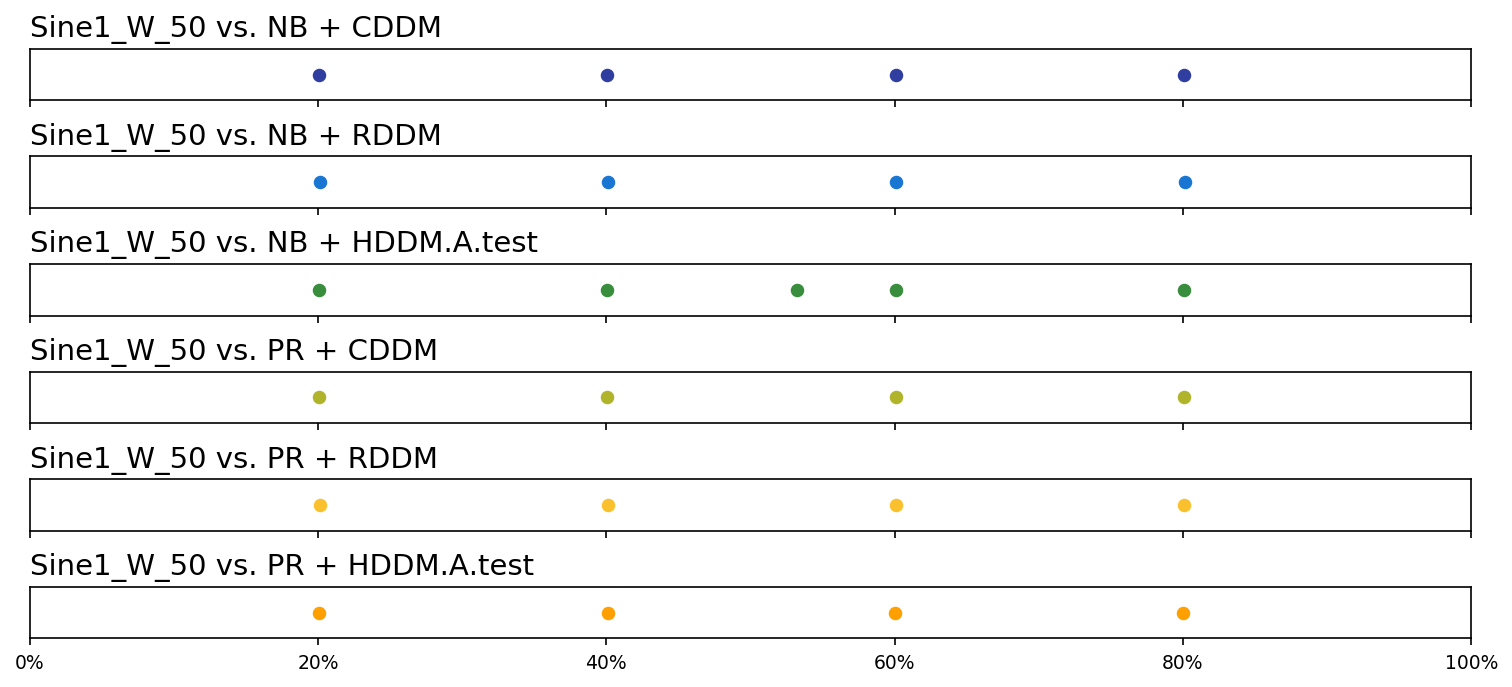 Sine1_W_50 vs. NB + CDDM
Sine1_W_50 vs. NB + RDDM
Sine1_W_50 vs. NB + HDDM.A.test
Sine1_W_50 vs. PR + CDDM
Sine1_W_50 vs. PR + RDDM
Sine1_W_50 vs. PR + HDDM.A.test
0% 20% 40% 60% 80% 100%